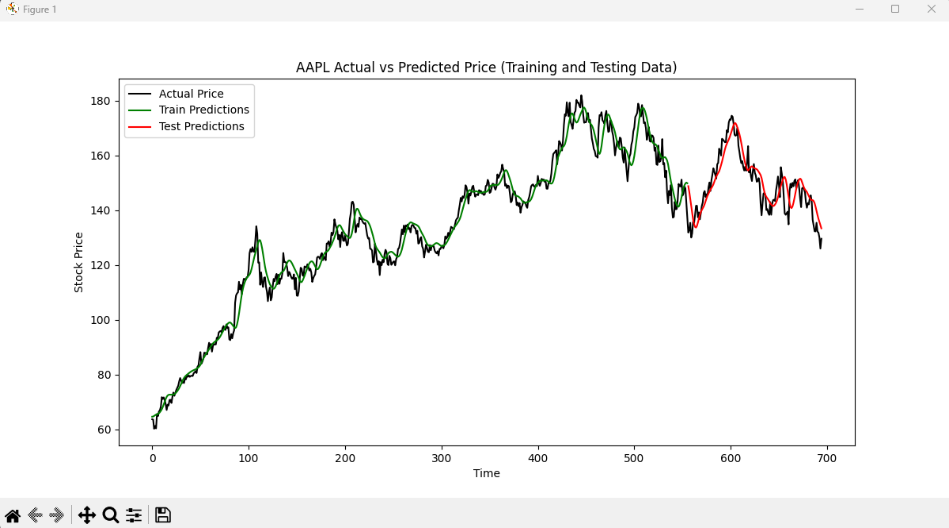 Figure 1
AAPL Actual vs Predicted Price (Training and Testing Data)
Actual Price
Train Predictions
Test Predictions
Stock Price
180
160
140
120
100
80
60
0 100 200 300 400 500 600 700
Time